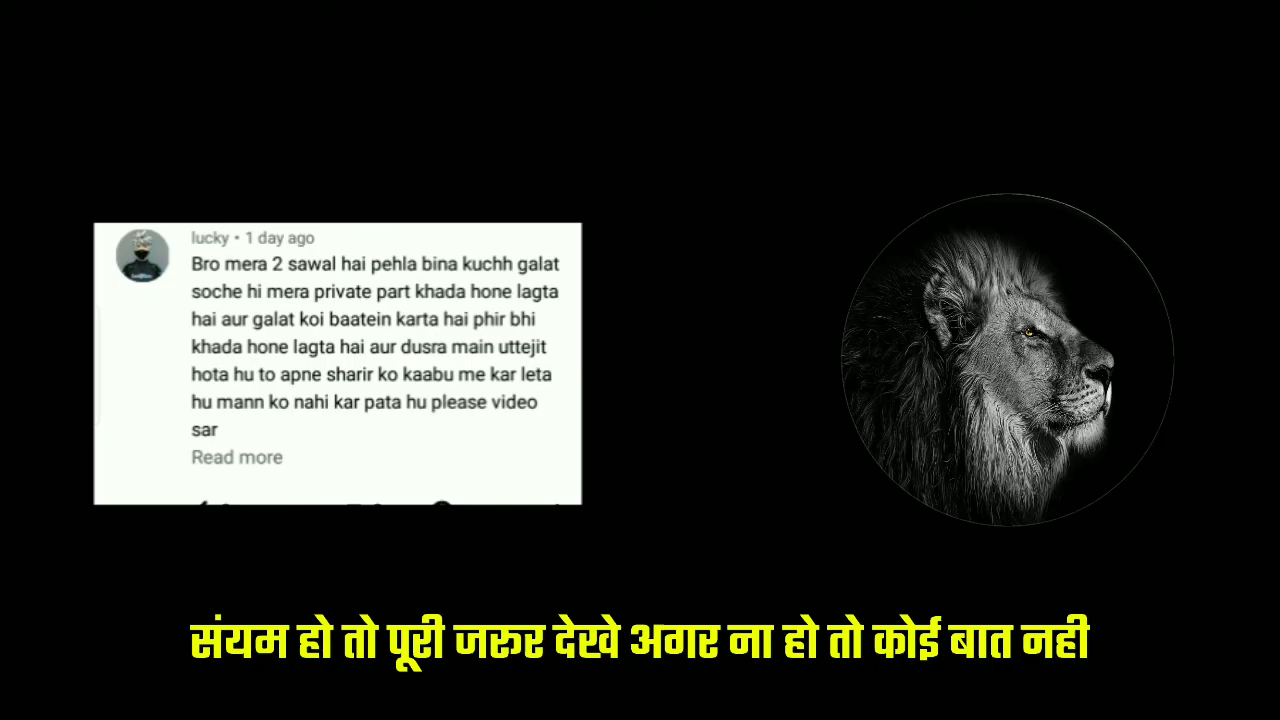 lucky • 1 day ago
Bro mera 2 sawal hai pehla bina kuchh galat
soche hi mera private part khada hone lagta
hai aur galat koi baatein karta hai phir bhi
khada hone lagta hai aur dusra main uttejit
hota hu to apne sharir ko kaabu me kar leta
hu mann ko nahi kar pata hu please video
sar
Read more
संयम हो तो पूरी जरूर देखे अगर ना हो तो कोई बात नही